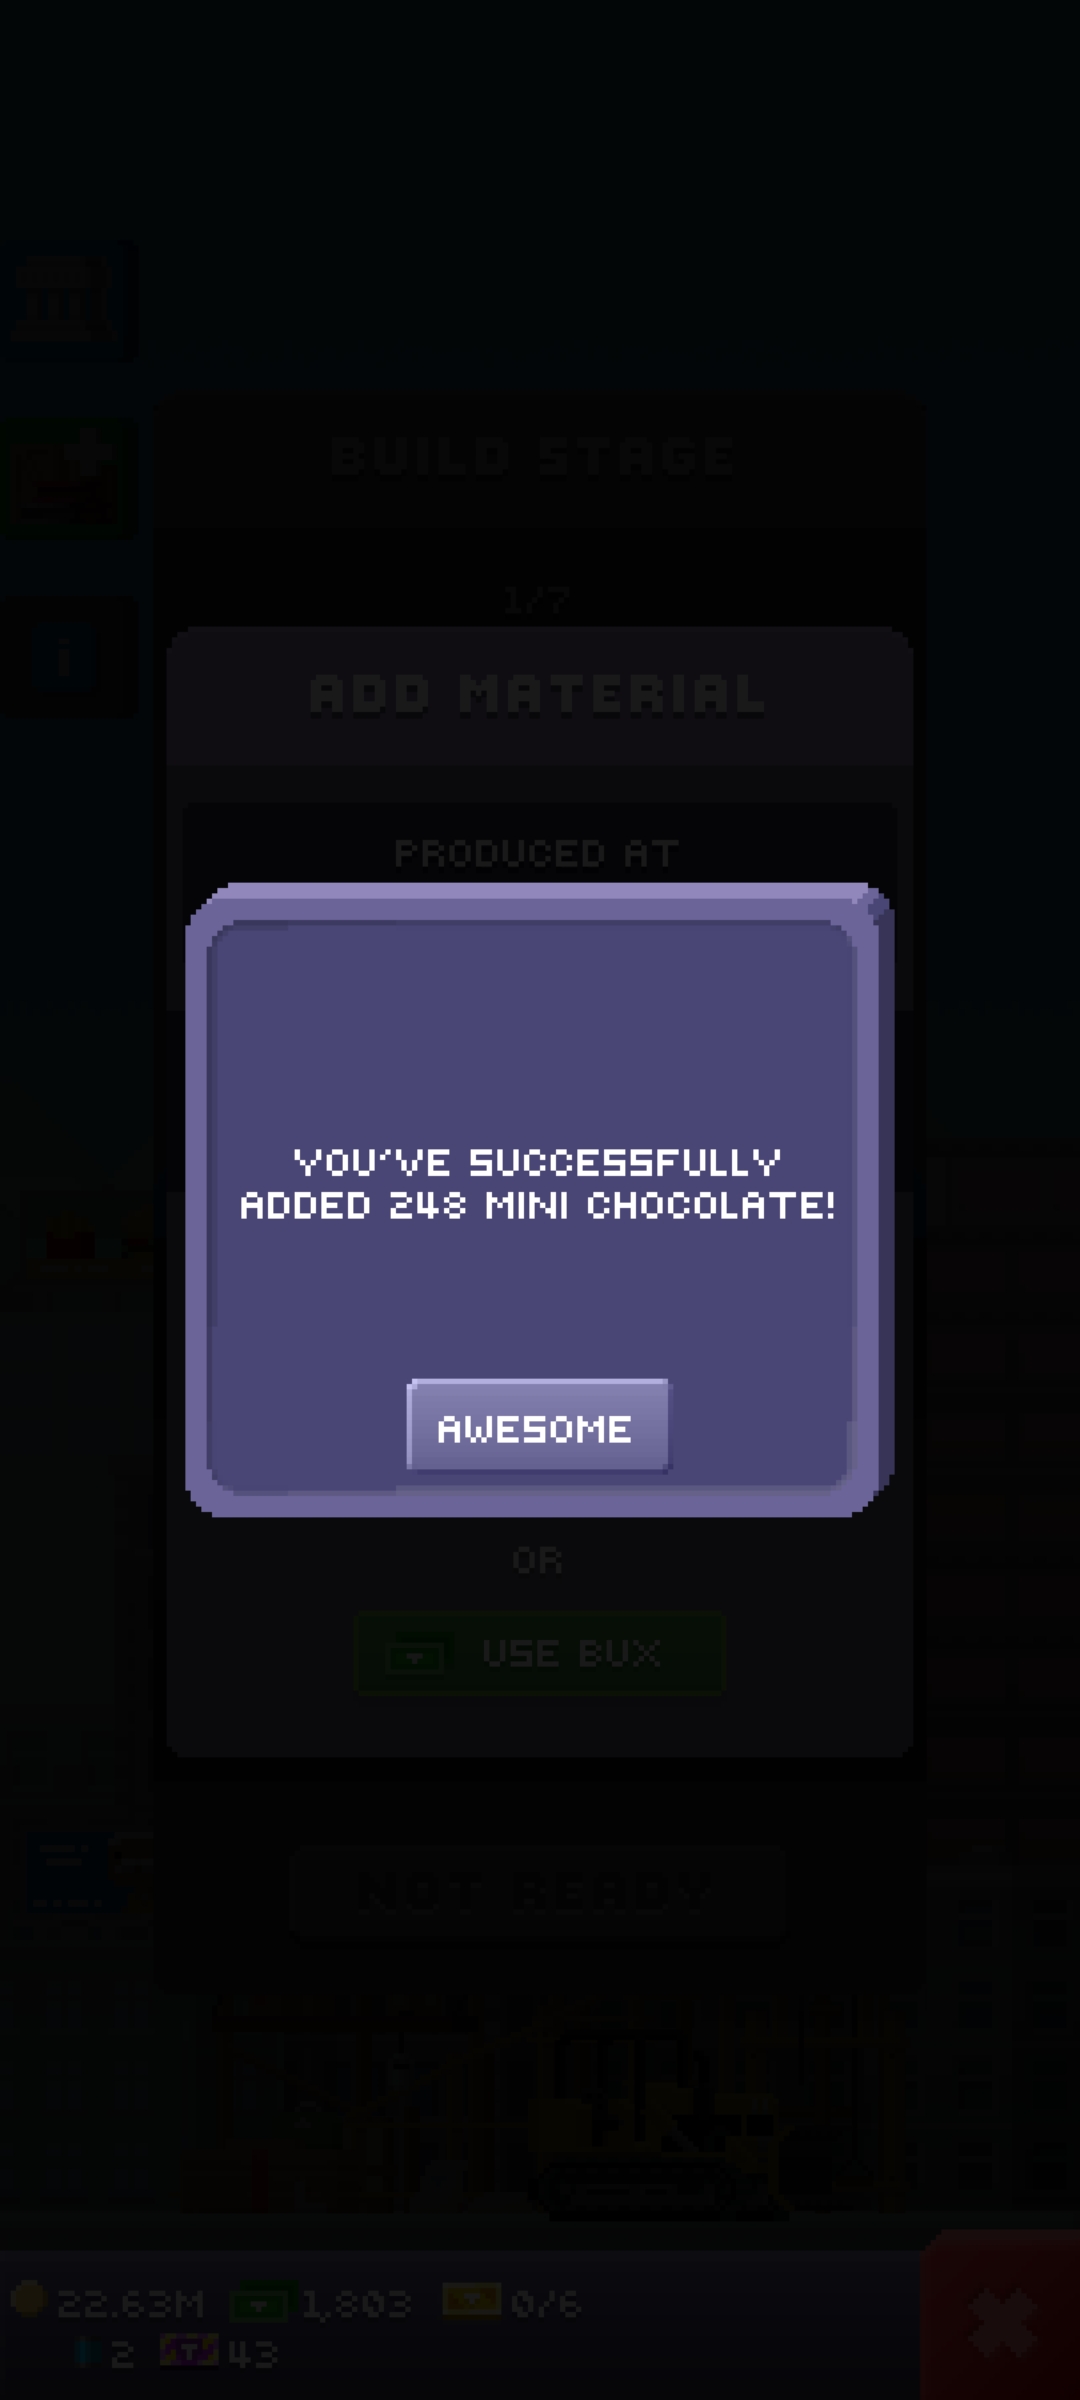 BUILD STAGE
1/7
ADD MATERIAL
PRODUCED AT
YOU'VE SUCCESSFULLY
ADDED 248 MINI CHOCOLATE!
AWESOME
OR
USE BUX
NOT READY
22.63M 1,803 0/6
2 43